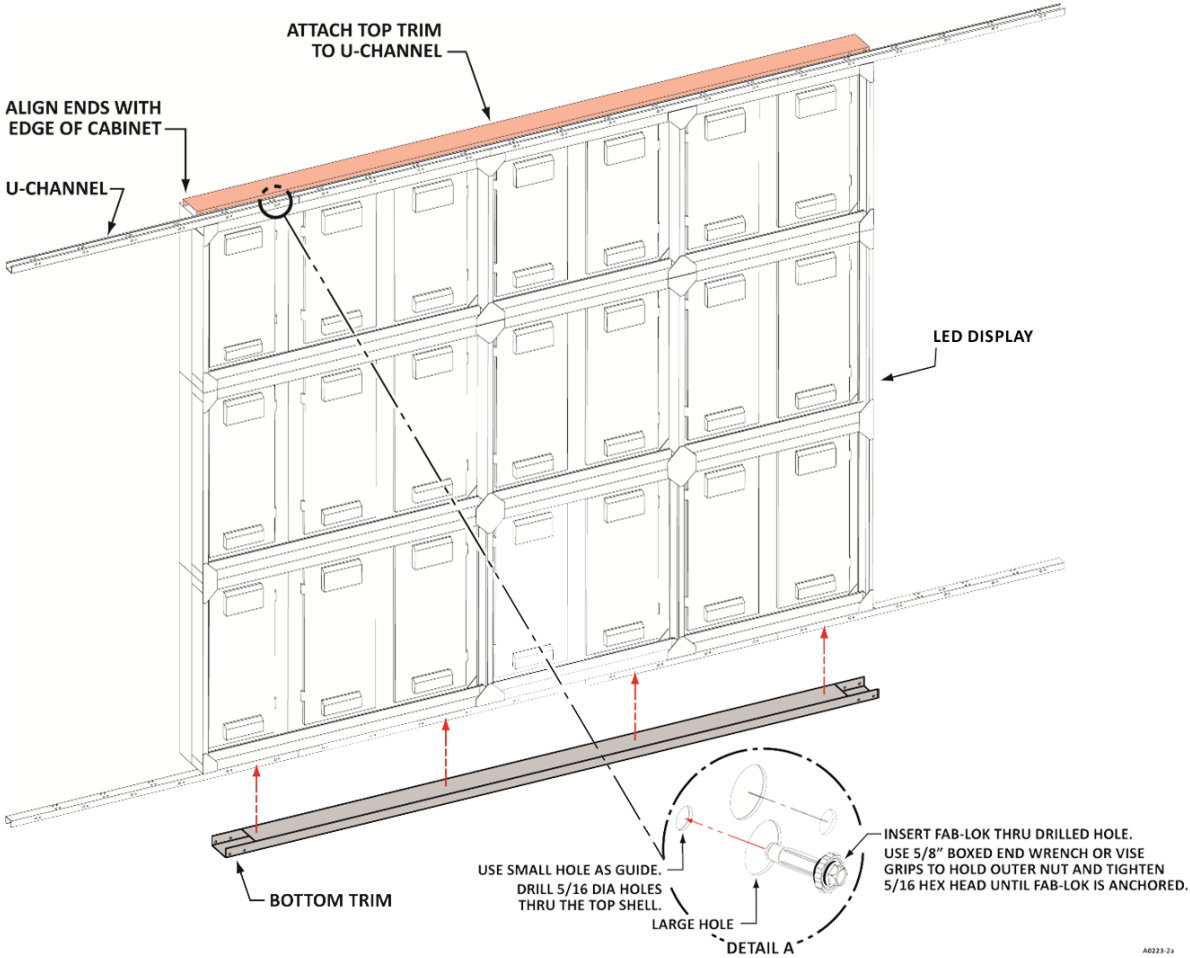 ATTACH TOP TRIM
TO U-CHANNEL
ALIGN ENDS WITH
EDGE OF CABINET
U-CHANNEL
LED DISPLAY
BOTTOM TRIM
USE SMALL HOLE AS GUIDE.
DRILL 5/16 DIA HOLES
THRU THE TOP SHELL.
LARGE HOLE
INSERT FAB-LOK THRU DRILLED HOLE.
USE 5/8" BOXED END WRENCH OR VISE
GRIPS TO HOLD OUTER NUT AND TIGHTEN
5/16 HEX HEAD UNTIL FAB-LOK IS ANCHORED.
DETAIL A
A0223-2a